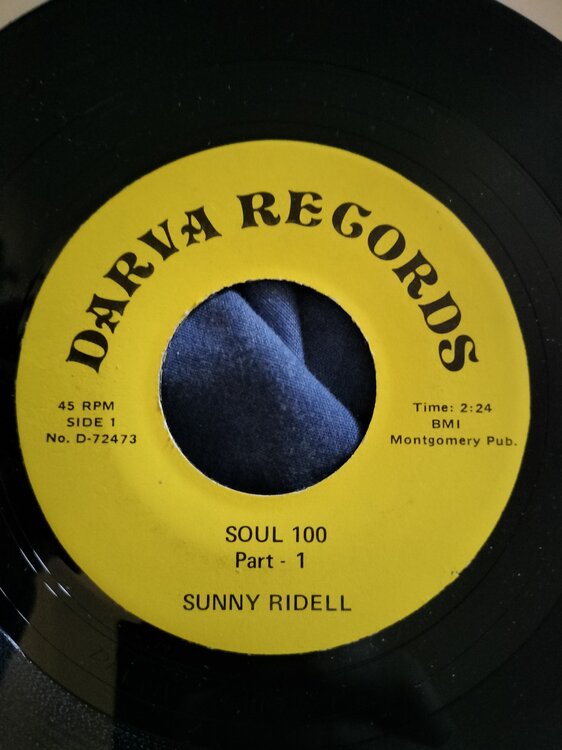 DARVA RECORDS
45 RPM
SIDE 1
No. D-72473
Time: 2:24
BMI
Montgomery Pub.
SOUL 100
Part - 1
SUNNY RIDELL